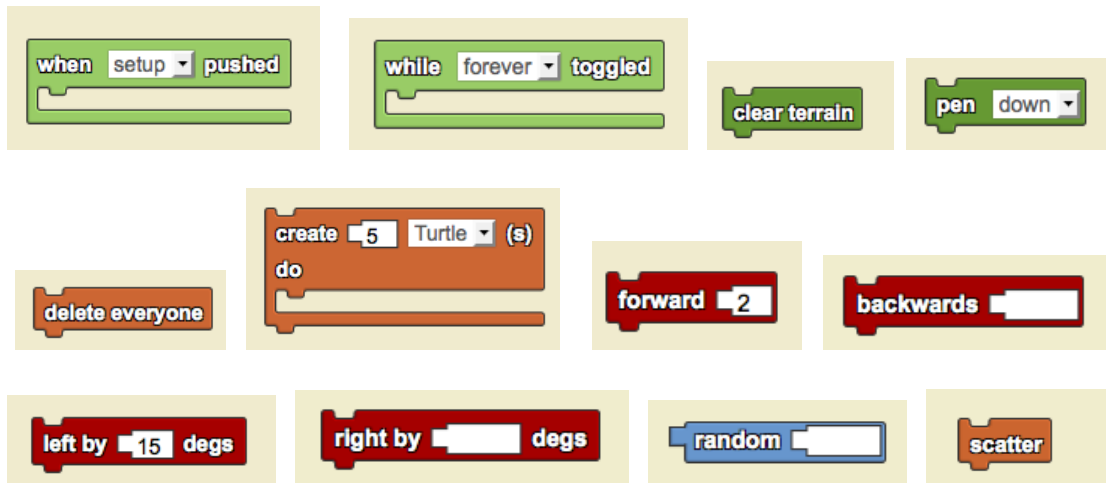 when setup pushed
while forever toggled
clear terrain
pen down
delete everyone
create 5 Turtle (s)
do
forward 2
backwards
left by 15 degs
right by degs
random
scatter